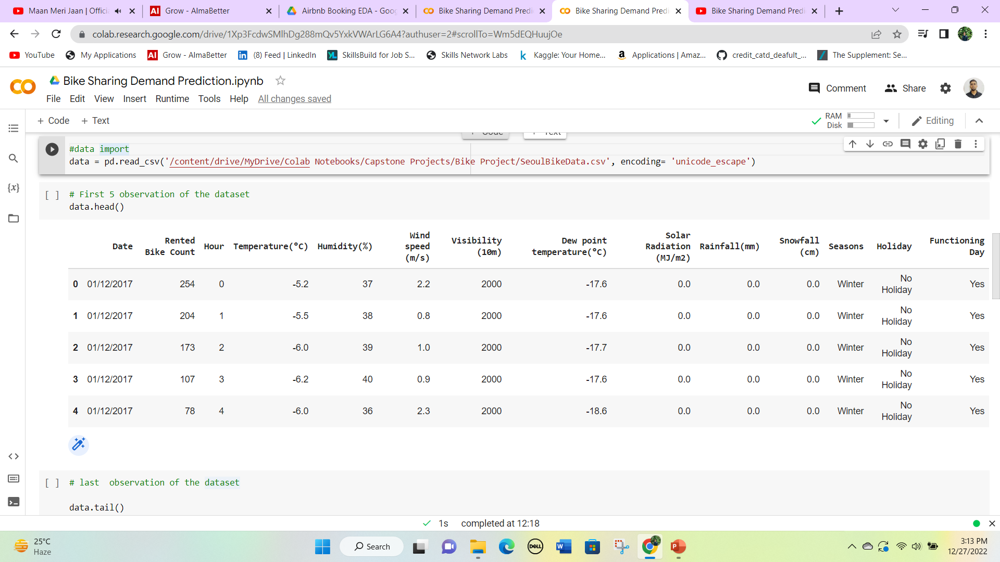 Maan Meri Jaan | Offici
Grow - AlmaBetter
Airbnb Booking EDA - Goog
Bike Sharing Demand Predi
Bike Sharing Demand Predi
Bike Sharing Demand Predi
colab.research.google.com/drive/1Xp3FcdwSMlhDg288mQv5YxkVWArLG6A4?authuser=2#scrollTo=Wm5dEQHuujOe
YouTube
My Applications
Grow - AlmaBetter
(8) Feed | LinkedIn
SkillsBuild for Job S...
Skills Network Labs
Kaggle: Your Home...
Applications | Amaz...
credit_catd_deafult_...
The Supplement: Se...
Bike Sharing Demand Prediction.ipynb
Comment
Share
File Edit View Insert Runtime Tools Help All changes saved
+ Code + Text
RAM
Disk
Editing
+ Code + Text
#data import
data = pd.read_csv('/content/drive/MyDrive/Colab Notebooks/Capstone Projects/Bike Project/SeoulBikeData.csv', encoding= 'unicode_escape')
[ ] # First 5 observation of the dataset
data.head()
Date Rented Bike Count Hour Temperature(°C) Humidity(%) Wind speed (m/s) Visibility (10m) Dew point temperature(°C) Solar Radiation (MJ/m2) Rainfall(mm) Snowfall (cm) Seasons Holiday Functioning Day
0 01/12/2017 254 0 -5.2 37 2.2 2000 -17.6 0.0 0.0 0.0 Winter No Holiday Yes
1 01/12/2017 204 1 -5.5 38 0.8 2000 -17.6 0.0 0.0 0.0 Winter No Holiday Yes
2 01/12/2017 173 2 -6.0 39 1.0 2000 -17.7 0.0 0.0 0.0 Winter No Holiday Yes
3 01/12/2017 107 3 -6.2 40 0.9 2000 -17.6 0.0 0.0 0.0 Winter No Holiday Yes
4 01/12/2017 78 4 -6.0 36 2.3 2000 -18.6 0.0 0.0 0.0 Winter No Holiday Yes
[ ] # last  observation of the dataset
data.tail()
1s completed at 12:18
25°C
Haze
Search
3:13 PM
12/27/2022